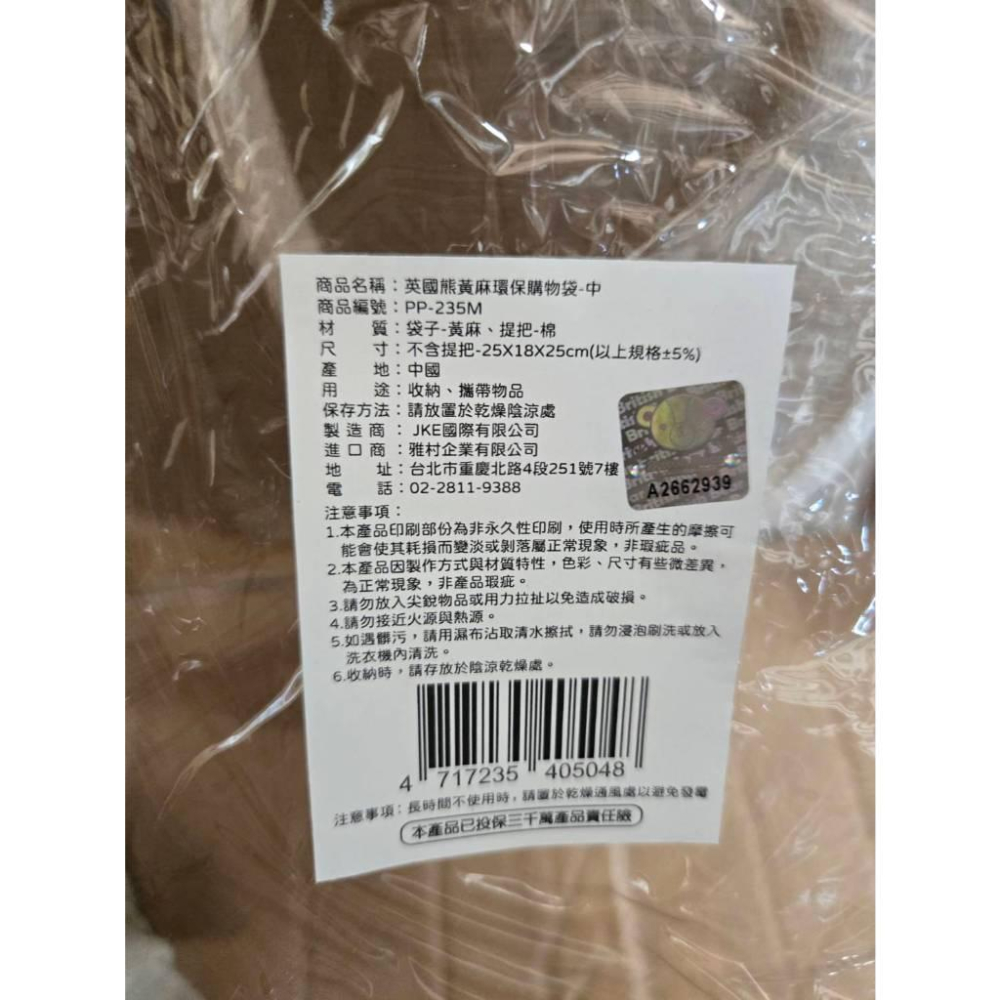 商品名稱：英國熊黃麻環保購物袋-中
商品編號：PP-235M
材　　質：袋子-黃麻、提把-棉
尺　　寸：不含提把-25X18X25cm(以上規格±5%)
產　　地：中國
用　　途：收納、攜帶物品
保存方法：請放置於乾燥陰涼處
製 造 商：JKE國際有限公司
進 口 商：雅村企業有限公司
地　　址：台北市重慶北路4段251號7樓
電　　話：02-2811-9388
British
A2662939
注意事項：
1.本產品印刷部份為非永久性印刷，使用時所產生的摩擦可
能會使其耗損而變淡或剝落屬正常現象，非瑕疵品。
2.本產品因製作方式與材質特性，色彩、尺寸有些微差異，
為正常現象，非產品瑕疵。
3.請勿放入尖銳物品或用力拉扯以免造成破損。
4.請勿接近火源與熱源。
5.如遇髒污，請用濕布沾取清水擦拭，請勿浸泡刷洗或放入
洗衣機內清洗。
6.收納時，請存放於陰涼乾燥處。
4 717235 405048
注意事項：長時間不使用時，請置於乾燥通風處以避免發霉
本產品已投保三千萬產品責任險